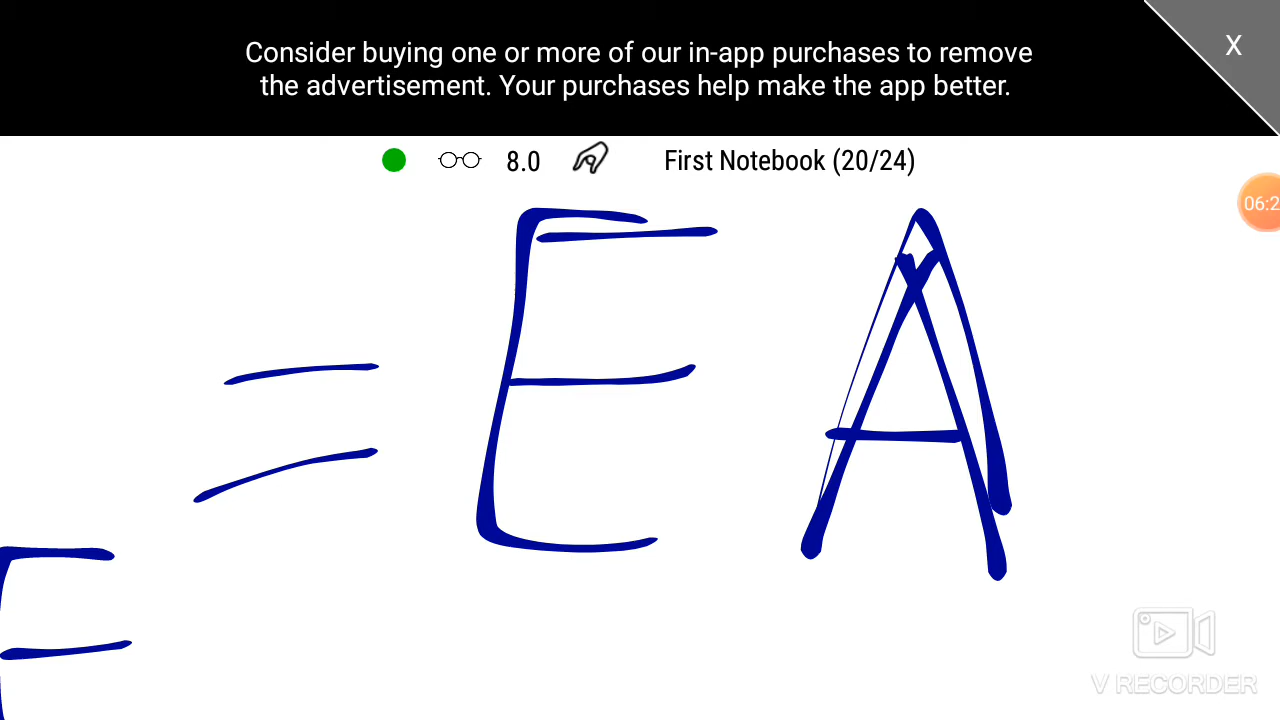 Consider buying one or more of our in-app purchases to remove
the advertisement. Your purchases help make the app better.
X
8.0 First Notebook (20/24)
06:2
= E A
E
V RECORDER